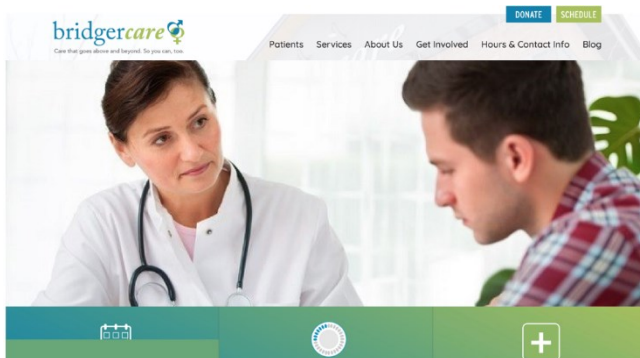 DONATE SCHEDULE
bridgercare
Care that goes above and beyond. So you can, too.
Patients Services About Us Get Involved Hours & Contact Info Blog